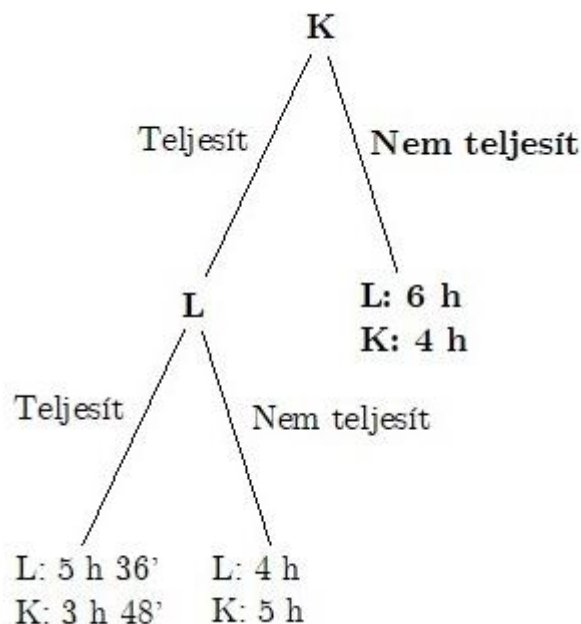 K
Teljesít
Nem teljesít
L
L: 6 h
K: 4 h
Teljesít
Nem teljesít
L: 5 h 36'
K: 3 h 48'
L: 4 h
K: 5 h